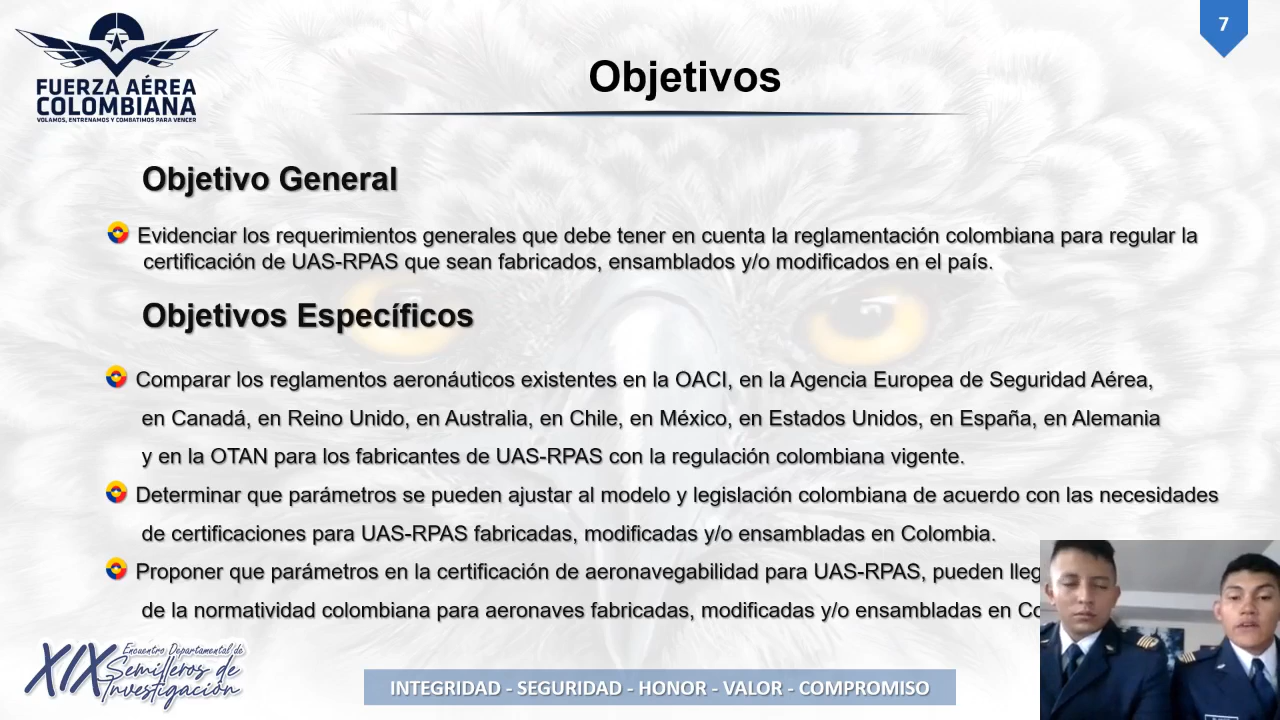 7
FUERZA AÉREA
COLOMBIANA
VOLAMOS, ENTRENAMOS Y COMBATIMOS PARA VENCER
Objetivos
Objetivo General
Evidenciar los requerimientos generales que debe tener en cuenta la reglamentación colombiana para regular la
certificación de UAS-RPAS que sean fabricados, ensamblados y/o modificados en el país.
Objetivos Específicos
Comparar los reglamentos aeronáuticos existentes en la OACI, en la Agencia Europea de Seguridad Aérea,
en Canadá, en Reino Unido, en Australia, en Chile, en México, en Estados Unidos, en España, en Alemania
y en la OTAN para los fabricantes de UAS-RPAS con la regulación colombiana vigente.
Determinar que parámetros se pueden ajustar al modelo y legislación colombiana de acuerdo con las necesidades
de certificaciones para UAS-RPAS fabricadas, modificadas y/o ensambladas en Colombia.
Proponer que parámetros en la certificación de aeronavegabilidad para UAS-RPAS, pueden
de la normatividad colombiana para aeronaves fabricadas, modificadas y/o ensambladas en
XIX Encuentro Departamental de
Semilleros de
Investigación
INTEGRIDAD - SEGURIDAD - HONOR - VALOR - COMPROMISO